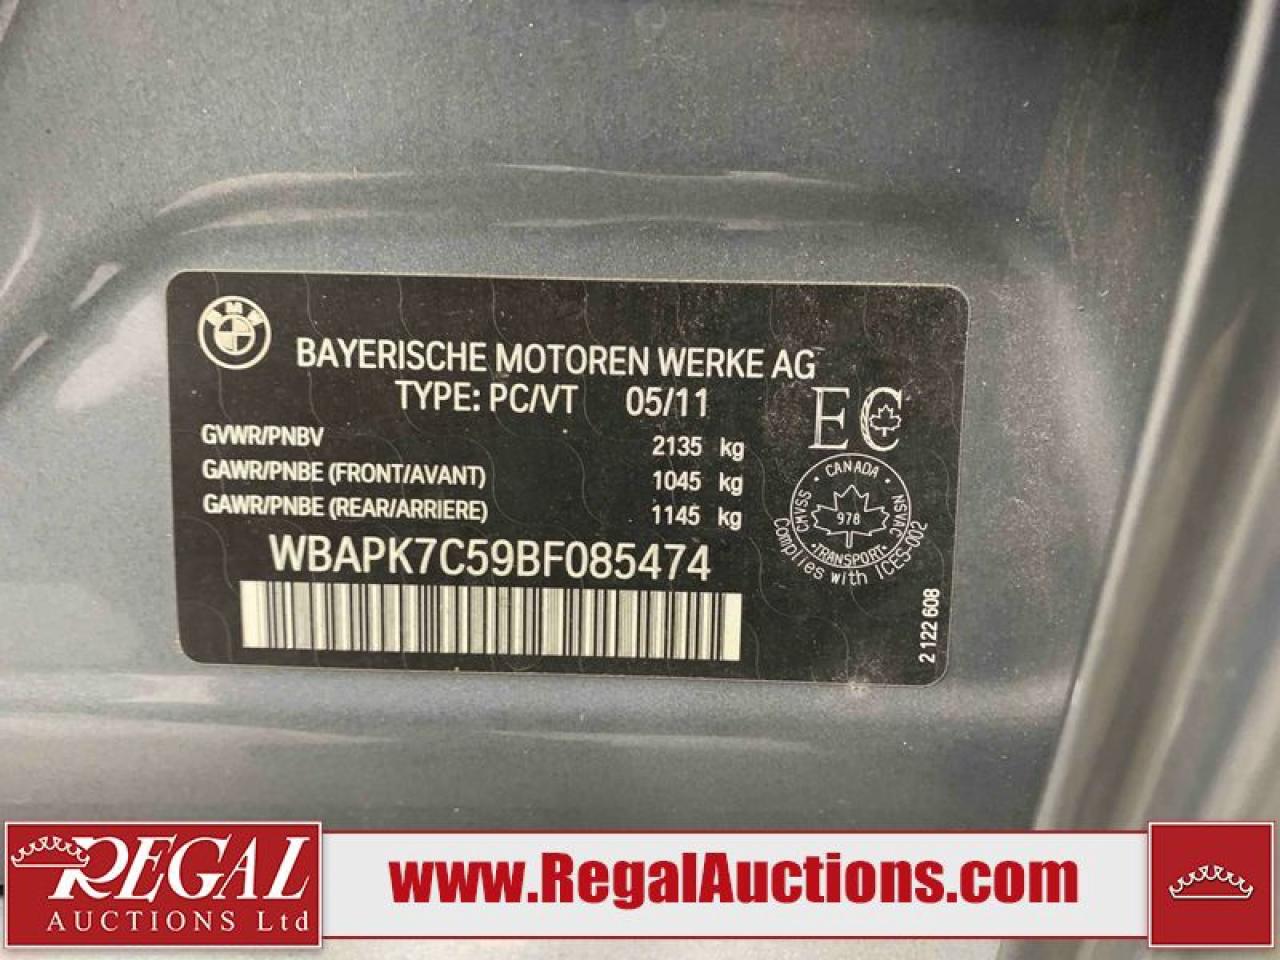 BMW
BAYERISCHE MOTOREN WERKE AG
TYPE: PC/VT 05/11
GVWR/PNBV 2135 kg
GAWR/PNBE (FRONT/AVANT) 1045 kg
GAWR/PNBE (REAR/ARRIERE) 1145 kg
WBAPK7C59BF085474
EC
CANADA
CMVSS
NSVAC
978
TRANSPORT
Complies with ICES-002
2 122 608
REGAL
AUCTIONS Ltd
www.RegalAuctions.com